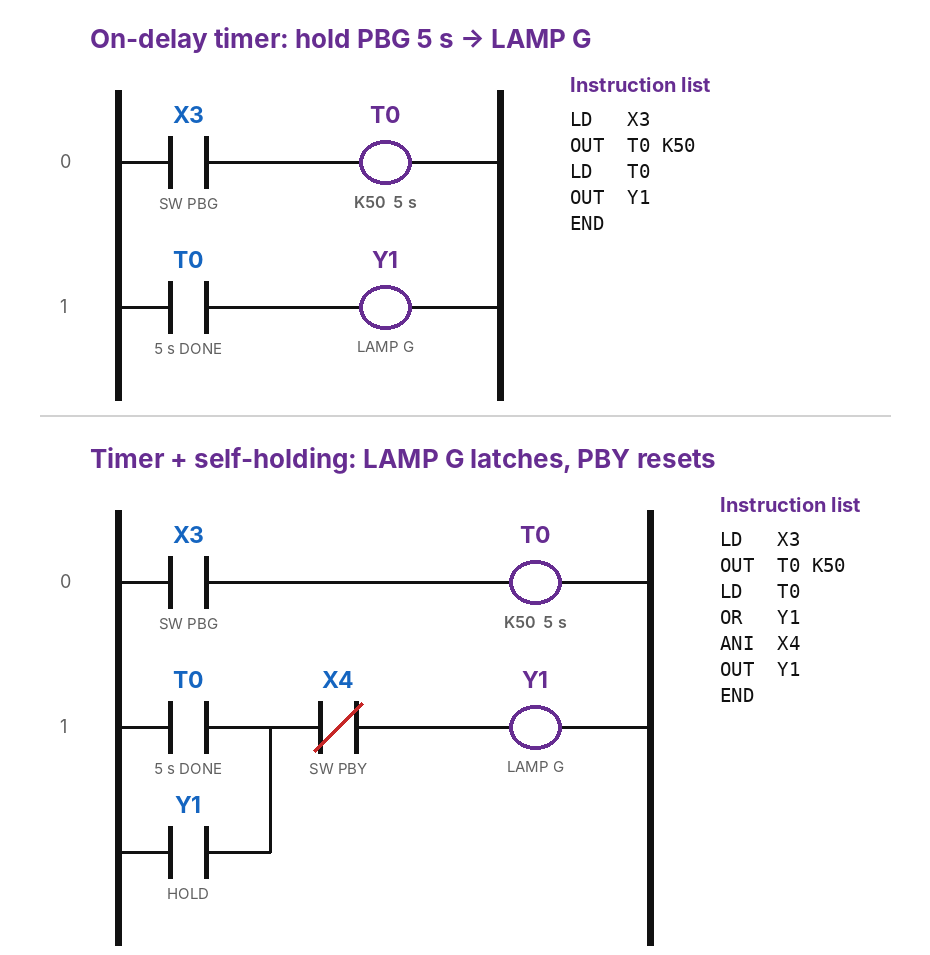 On-delay timer: hold PBG 5 s → LAMP G
Instruction list
LD X3
OUT T0 K50
LD T0
OUT Y1
END
X3 T0
0
SW PBG K50 5 s
T0 Y1
1
5 s DONE LAMP G
Timer + self-holding: LAMP G latches, PBY resets
Instruction list
LD X3
OUT T0 K50
LD T0
OR Y1
ANI X4
OUT Y1
END
X3 T0
0
SW PBG K50 5 s
T0 X4 Y1
1
5 s DONE SW PBY LAMP G
Y1
HOLD